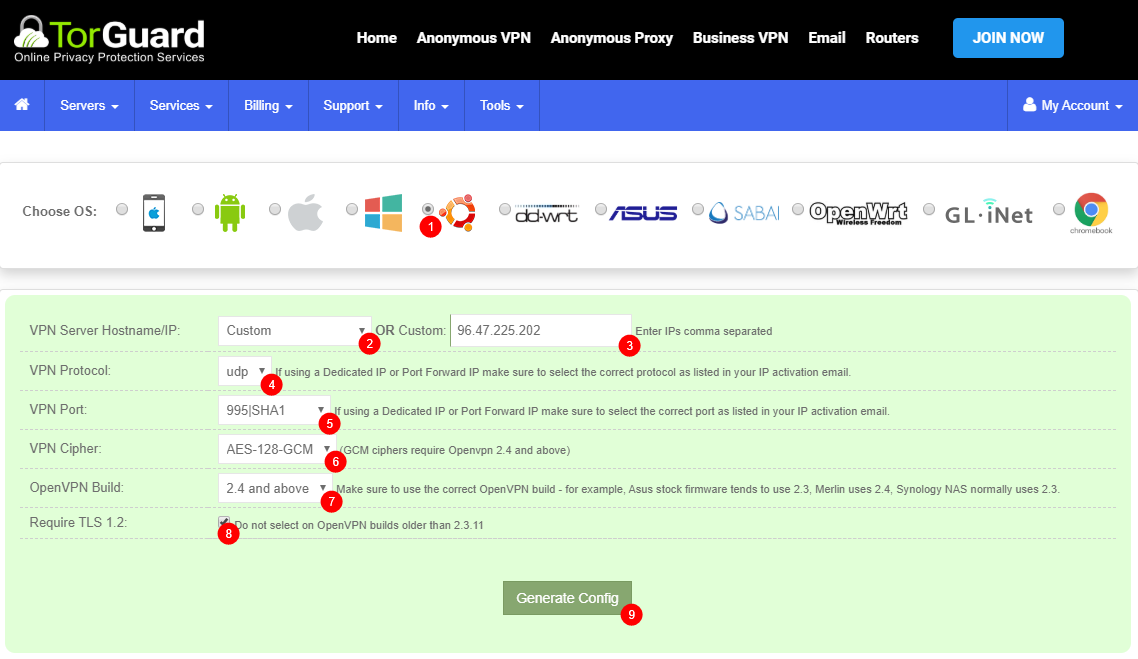 TorGuard
Online Privacy Protection Services
Home Anonymous VPN Anonymous Proxy Business VPN Email Routers JOIN NOW
Servers Services Billing Support Info Tools My Account
Choose OS: dd-wrt ASUS SABAI OpenWrt GL·iNet
Wireless Freedom
chromebook
1
VPN Server Hostname/IP: Custom OR Custom: 96.47.225.202 Enter IPs comma separated
2 3
VPN Protocol: udp If using a Dedicated IP or Port Forward IP make sure to select the correct protocol as listed in your IP activation email.
4
VPN Port: 995|SHA1 If using a Dedicated IP or Port Forward IP make sure to select the correct port as listed in your IP activation email.
5
VPN Cipher: AES-128-GCM (GCM ciphers require Openvpn 2.4 and above)
6
OpenVPN Build: 2.4 and above Make sure to use the correct OpenVPN build - for example, Asus stock firmware tends to use 2.3, Merlin uses 2.4, Synology NAS normally uses 2.3.
7
Require TLS 1.2: Do not select on OpenVPN builds older than 2.3.11
8
Generate Config
9